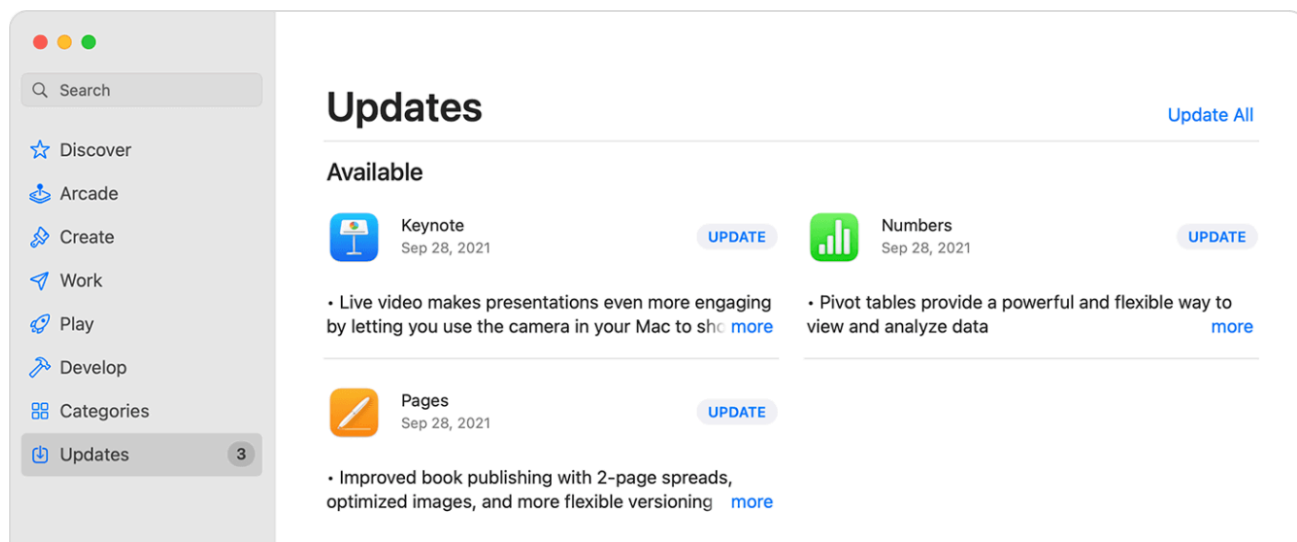 Search
Discover
Arcade
Create
Work
Play
Develop
Categories
Updates 3
Updates
Update All
Available
Keynote
Sep 28, 2021
UPDATE
• Live video makes presentations even more engaging
by letting you use the camera in your Mac to sho more
Numbers
Sep 28, 2021
UPDATE
• Pivot tables provide a powerful and flexible way to
view and analyze data more
Pages
Sep 28, 2021
UPDATE
• Improved book publishing with 2-page spreads,
optimized images, and more flexible versioning more